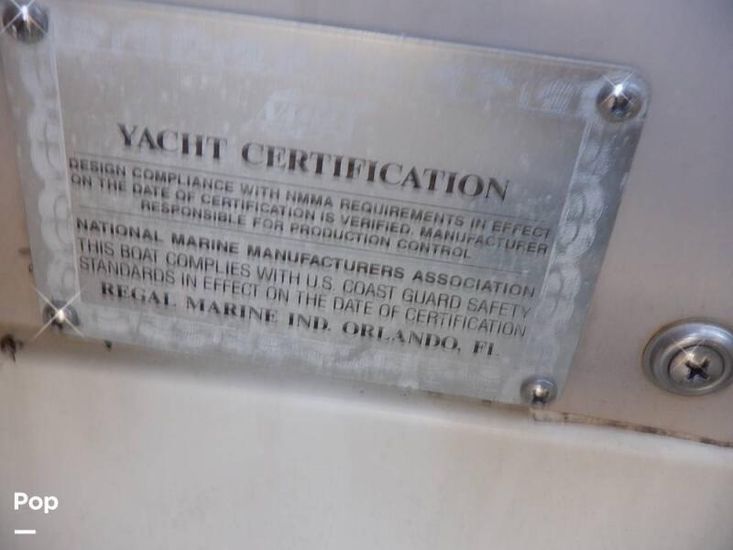 YACHT CERTIFICATION
DESIGN COMPLIANCE WITH NMMA REQUIREMENTS IN EFFECT
ON THE DATE OF CERTIFICATION IS VERIFIED. MANUFACTURER
RESPONSIBLE FOR PRODUCTION CONTROL
NATIONAL MARINE MANUFACTURERS ASSOCIATION
THIS BOAT COMPLIES WITH U.S. COAST GUARD SAFETY
STANDARDS IN EFFECT ON THE DATE OF CERTIFICATION
REGAL MARINE IND. ORLANDO, FL
Pop